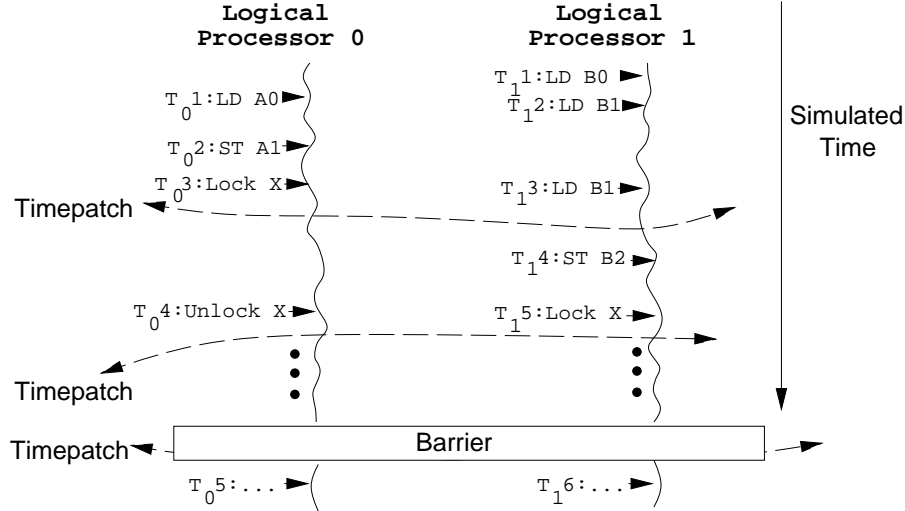 Logical Processor 0
Logical Processor 1
T₁1:LD B0
T₀1:LD A0
T₁2:LD B1
Simulated Time
T₀2:ST A1
T₀3:Lock X
T₁3:LD B1
Timepatch
T₁4:ST B2
T₀4:Unlock X
T₁5:Lock X
Timepatch
Timepatch
Barrier
T₀5:...
T₁6:...